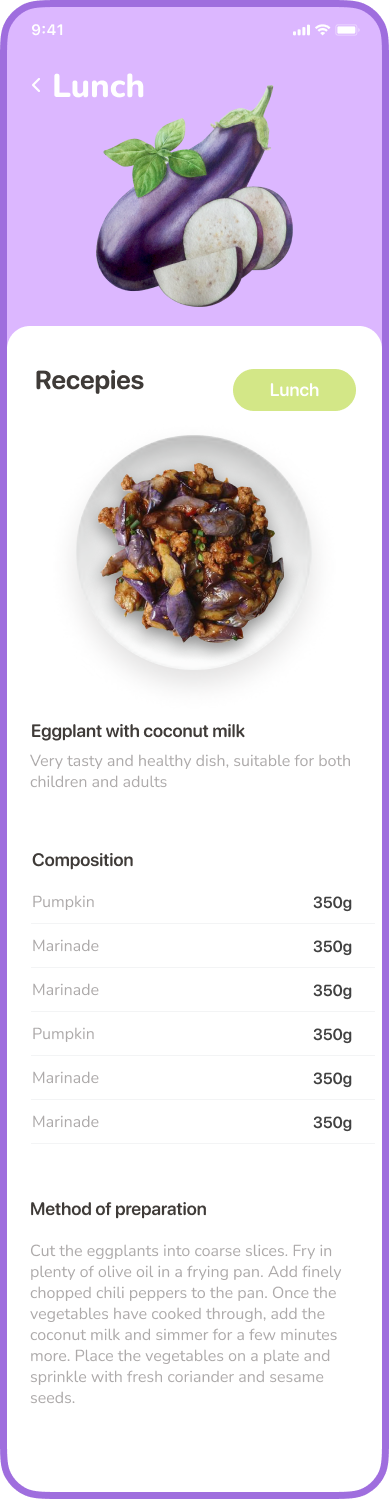 9:41
Lunch
Recepies
Lunch
Eggplant with coconut milk
Very tasty and healthy dish, suitable for both
children and adults
Composition
Pumpkin 350g
Marinade 350g
Marinade 350g
Pumpkin 350g
Marinade 350g
Marinade 350g
Method of preparation
Cut the eggplants into coarse slices. Fry in
plenty of olive oil in a frying pan. Add finely
chopped chili peppers to the pan. Once the
vegetables have cooked through, add the
coconut milk and simmer for a few minutes
more. Place the vegetables on a plate and
sprinkle with fresh coriander and sesame
seeds.